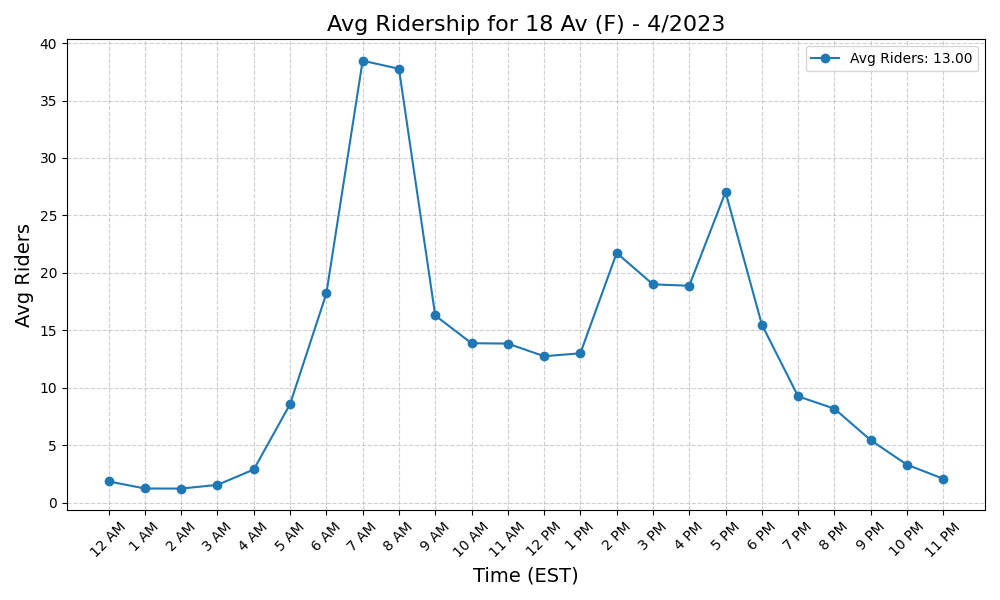 Avg Ridership for 18 Av (F) - 4/2023
Avg Riders: 13.00
Avg Riders
40
35
30
25
20
15
10
5
0
12 AM
1 AM
2 AM
3 AM
4 AM
5 AM
6 AM
7 AM
8 AM
9 AM
10 AM
11 AM
12 PM
1 PM
2 PM
3 PM
4 PM
5 PM
6 PM
7 PM
8 PM
9 PM
10 PM
11 PM
Time (EST)